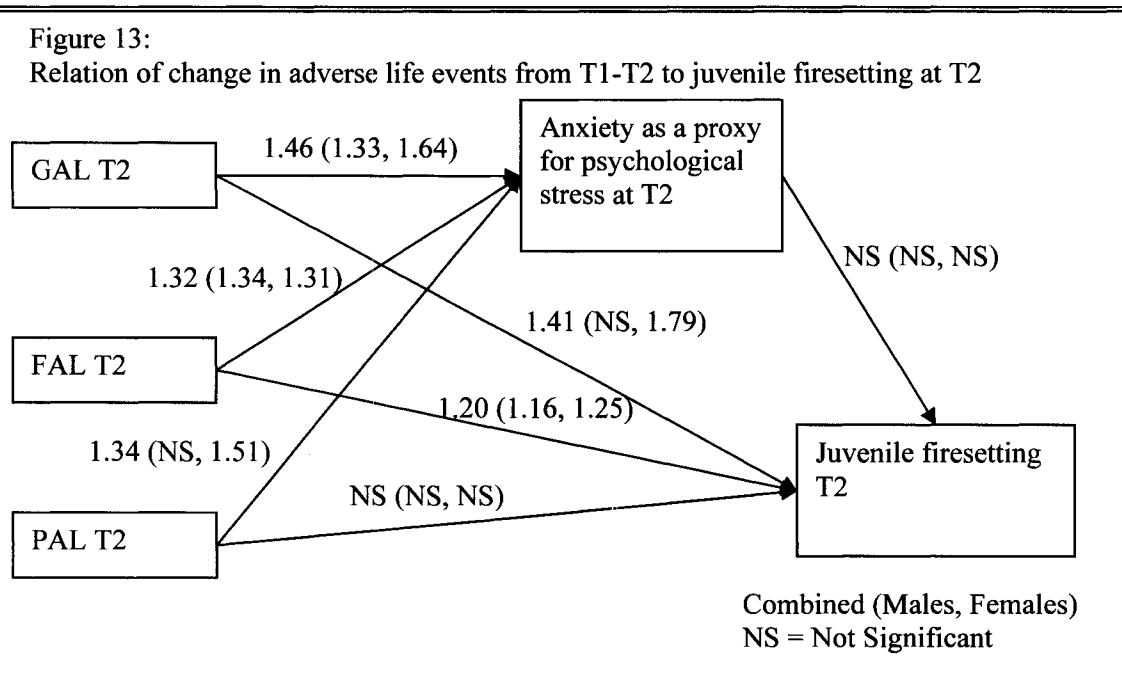 Figure 13:
Relation of change in adverse life events from T1-T2 to juvenile firesetting at T2
GAL T2
1.46 (1.33, 1.64)
Anxiety as a proxy
for psychological
stress at T2
NS (NS, NS)
1.32 (1.34, 1.31)
1.41 (NS, 1.79)
FAL T2
1.20 (1.16, 1.25)
1.34 (NS, 1.51)
NS (NS, NS)
Juvenile firesetting
T2
PAL T2
Combined (Males, Females)
NS = Not Significant